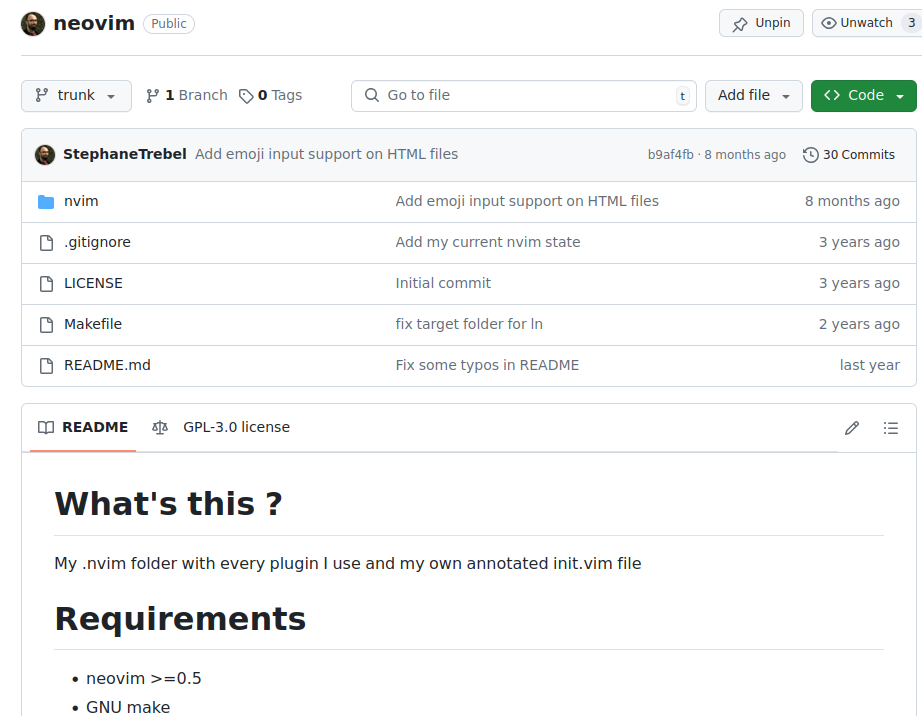 neovim Public Unpin Unwatch 3
trunk 1 Branch 0 Tags Go to file t Add file Code
StephaneTrebel Add emoji input support on HTML files b9af4fb · 8 months ago 30 Commits
nvim Add emoji input support on HTML files 8 months ago
.gitignore Add my current nvim state 3 years ago
LICENSE Initial commit 3 years ago
Makefile fix target folder for ln 2 years ago
README.md Fix some typos in README last year
README GPL-3.0 license
What's this ?
My .nvim folder with every plugin I use and my own annotated init.vim file
Requirements
• neovim >=0.5
• GNU make